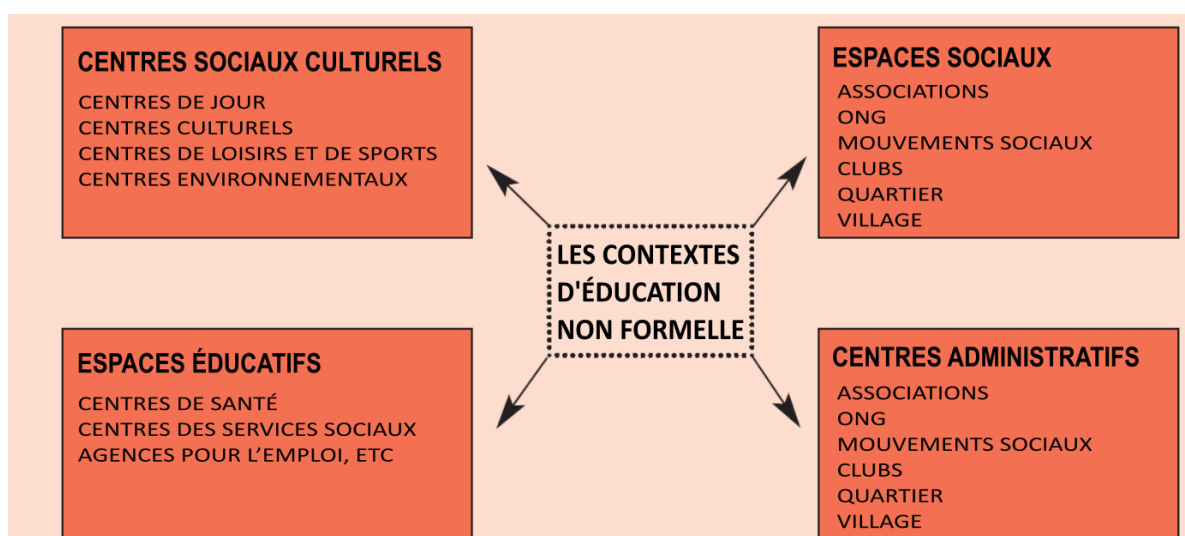 CENTRES SOCIAUX CULTURELS
CENTRES DE JOUR
CENTRES CULTURELS
CENTRES DE LOISIRS ET DE SPORTS
CENTRES ENVIRONNEMENTAUX
ESPACES SOCIAUX
ASSOCIATIONS
ONG
MOUVEMENTS SOCIAUX
CLUBS
QUARTIER
VILLAGE
LES CONTEXTES
D'ÉDUCATION
NON FORMELLE
ESPACES ÉDUCATIFS
CENTRES DE SANTÉ
CENTRES DES SERVICES SOCIAUX
AGENCES POUR L’EMPLOI, ETC
CENTRES ADMINISTRATIFS
ASSOCIATIONS
ONG
MOUVEMENTS SOCIAUX
CLUBS
QUARTIER
VILLAGE